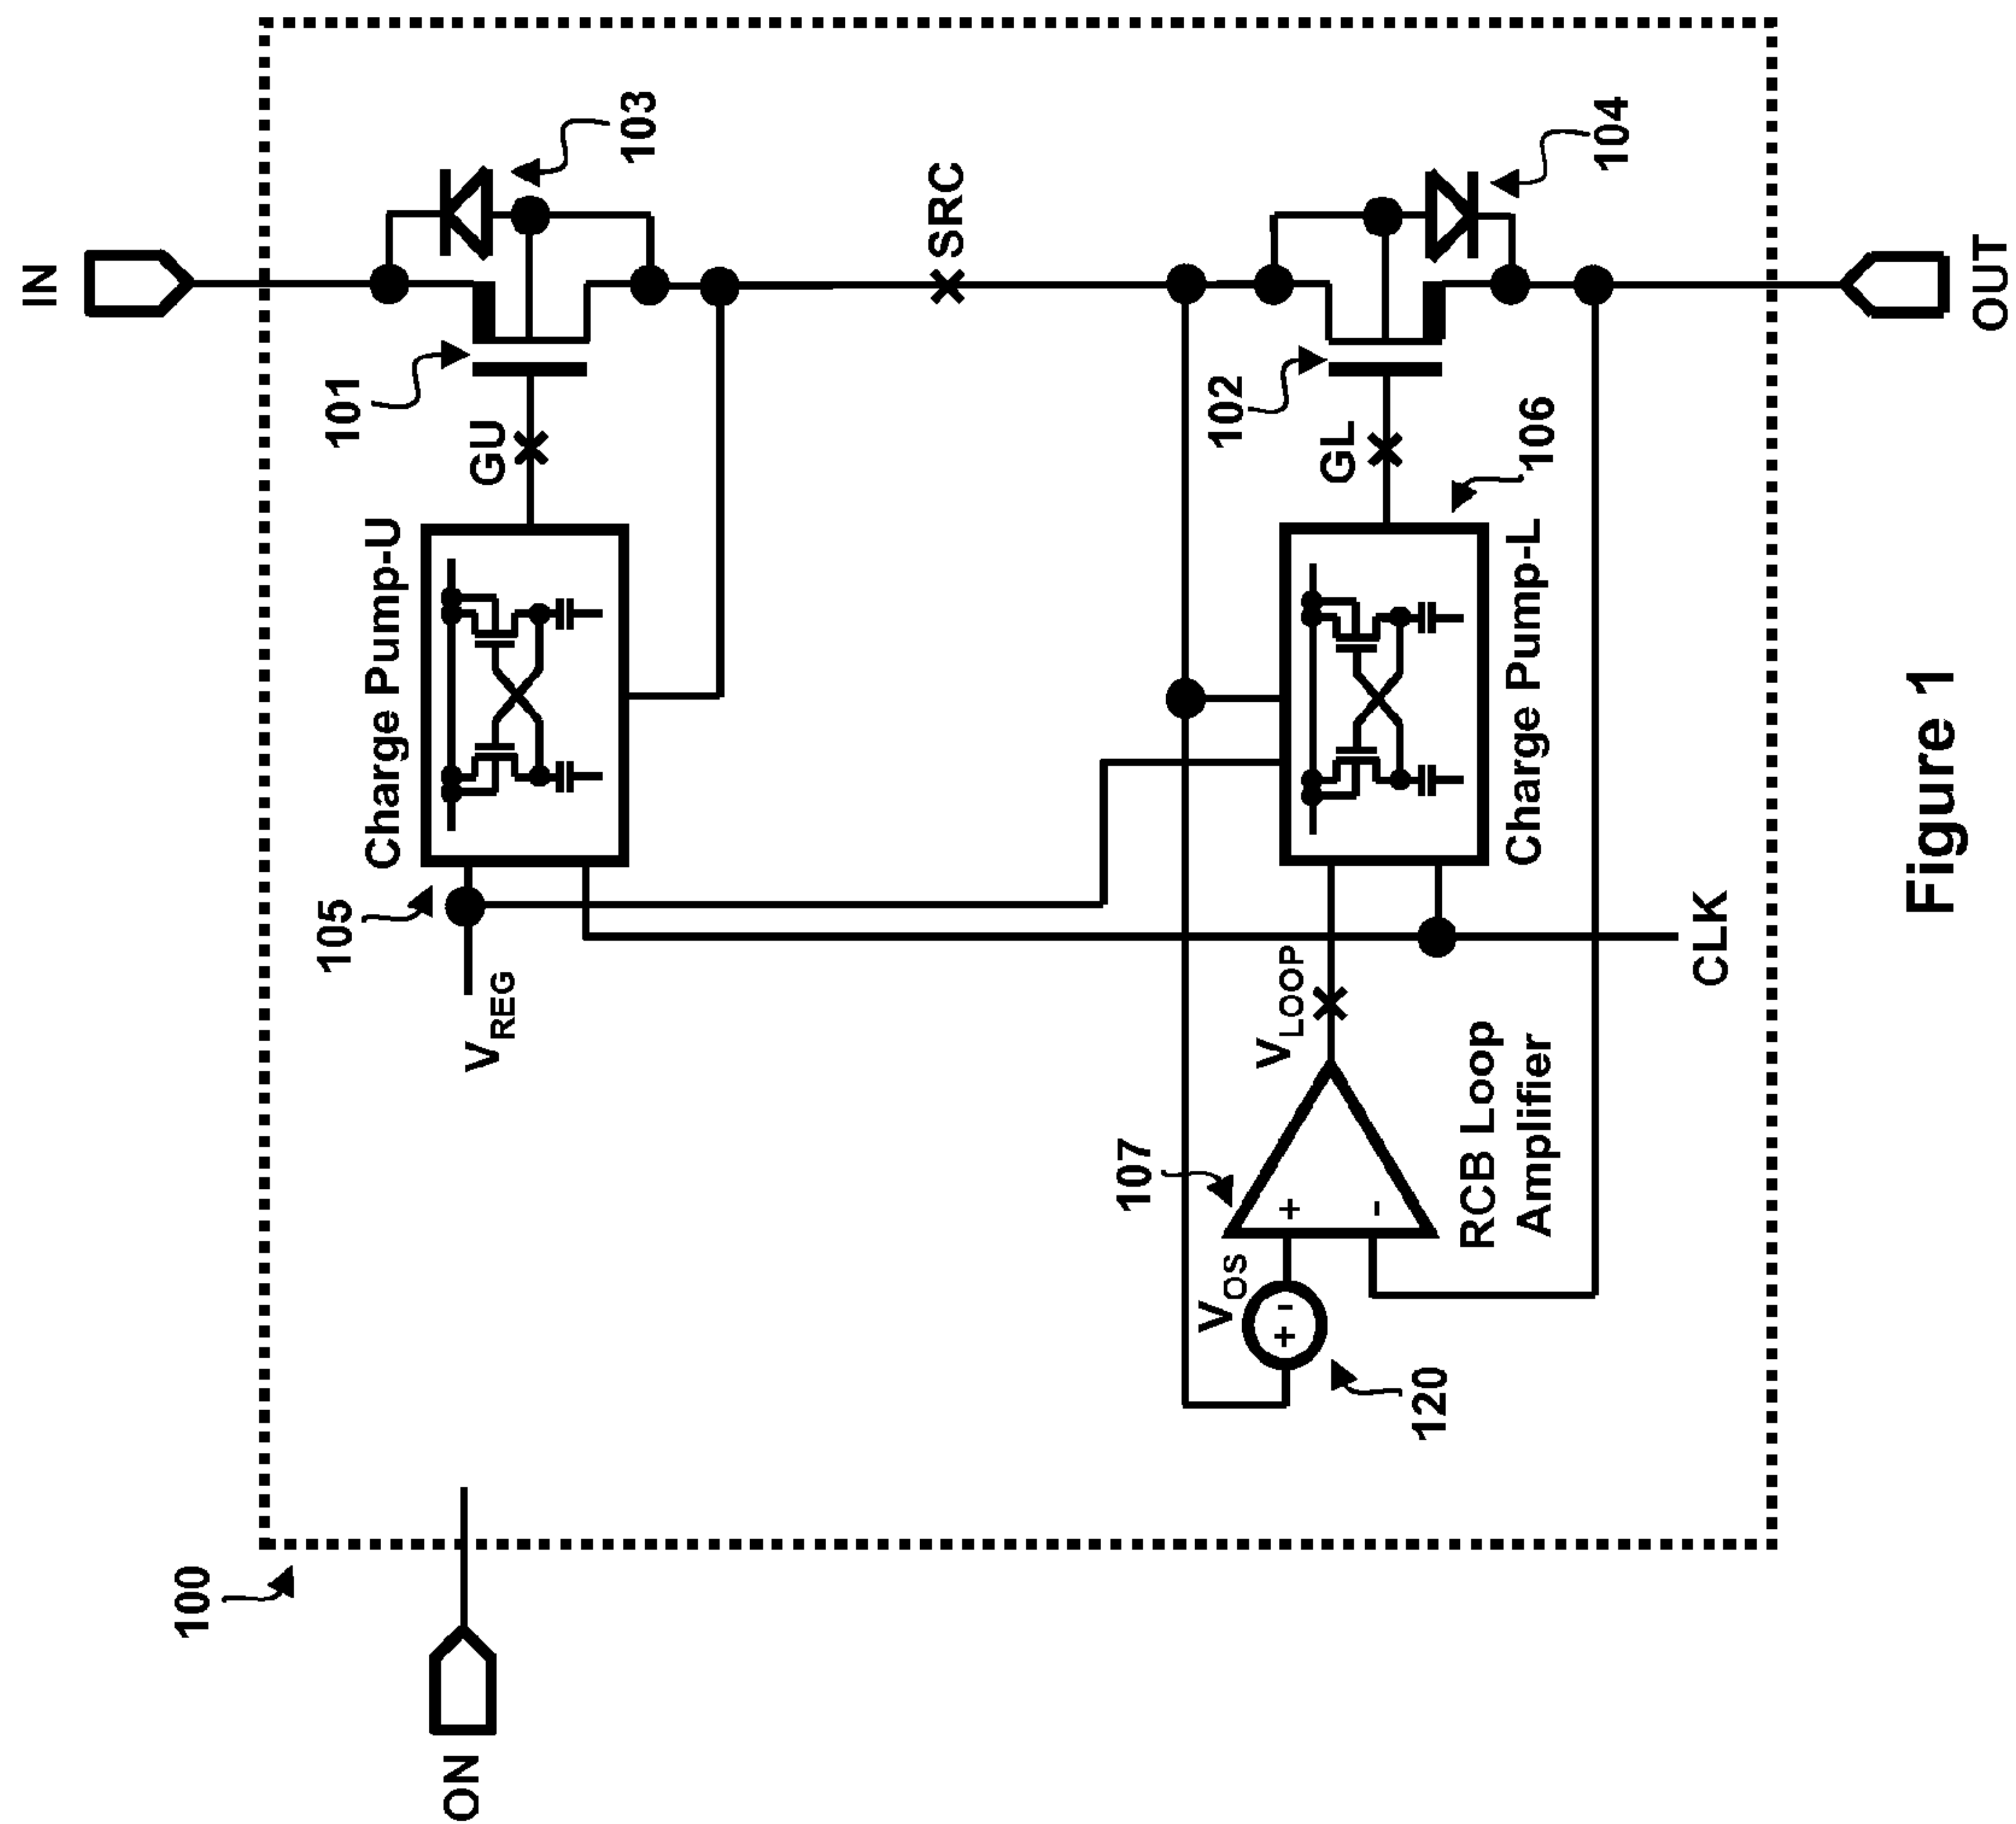 IN
103
101
GU
Charge Pump-U
105
V_REG
SRC
104
102
GL
106
Charge Pump-L
V_LOOP
107
+
-
RCB Loop
Amplifier
V_OS
+ -
120
CLK
100
ON
OUT
Figure 1